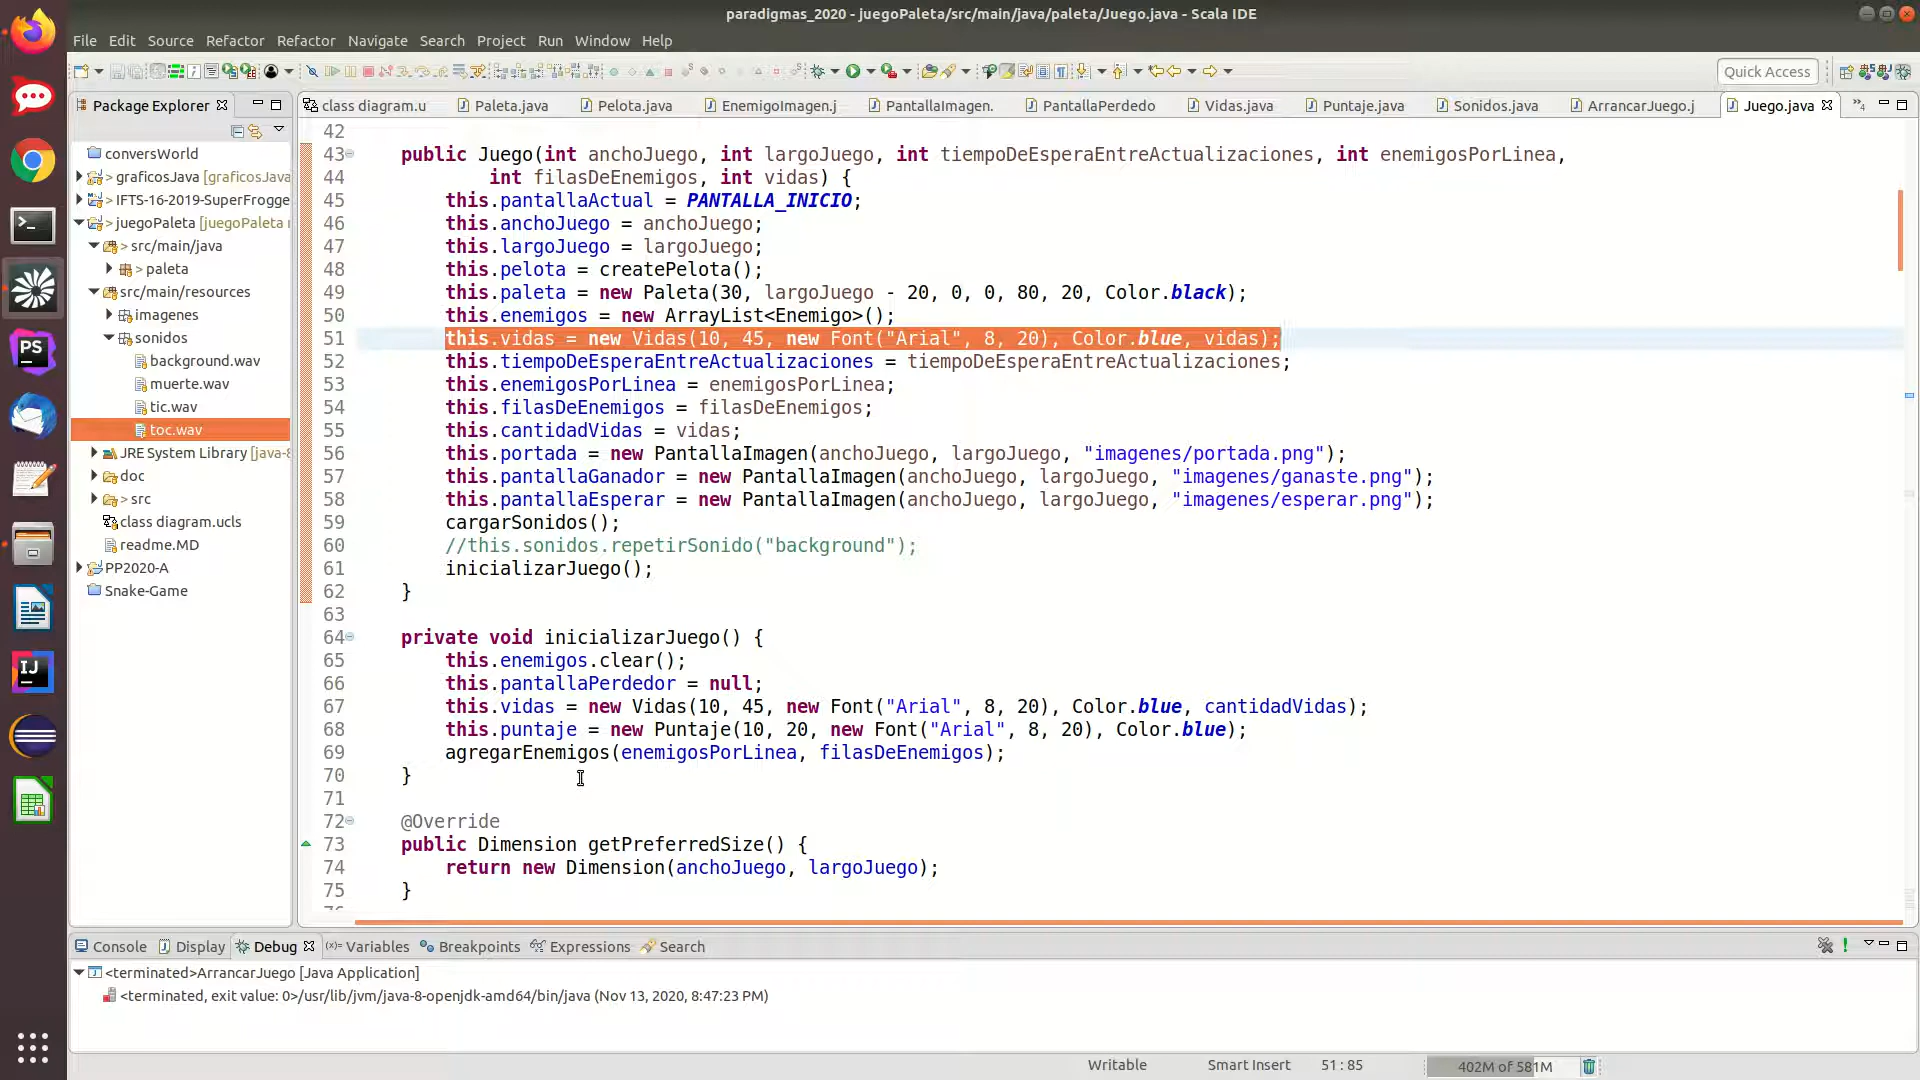 paradigmas_2020 - juegoPaleta/src/main/java/paleta/Juego.java - Scala IDE
File Edit Source Refactor Refactor Navigate Search Project Run Window Help
Quick Access
Package Explorer
class diagram.u Paleta.java Pelota.java EnemigoImagen.j PantallaImagen. PantallaPerdedo Vidas.java Puntaje.java Sonidos.java ArrancarJuego.j Juego.java »4
conversWorld
> graficosJava [graficosJava
> IFTS-16-2019-SuperFrogge
> juegoPaleta [juegoPaleta
> src/main/java
> paleta
src/main/resources
imagenes
sonidos
background.wav
muerte.wav
tic.wav
toc.wav
JRE System Library [java-8
doc
> src
class diagram.ucls
readme.MD
PP2020-A
Snake-Game
42
43 public Juego(int anchoJuego, int largoJuego, int tiempoDeEsperaEntreActualizaciones, int enemigosPorLinea,
44 int filasDeEnemigos, int vidas) {
45 this.pantallaActual = PANTALLA_INICIO;
46 this.anchoJuego = anchoJuego;
47 this.largoJuego = largoJuego;
48 this.pelota = createPelota();
49 this.paleta = new Paleta(30, largoJuego - 20, 0, 0, 80, 20, Color.black);
50 this.enemigos = new ArrayList<Enemigo>();
51 this.vidas = new Vidas(10, 45, new Font("Arial", 8, 20), Color.blue, vidas);
52 this.tiempoDeEsperaEntreActualizaciones = tiempoDeEsperaEntreActualizaciones;
53 this.enemigosPorLinea = enemigosPorLinea;
54 this.filasDeEnemigos = filasDeEnemigos;
55 this.cantidadVidas = vidas;
56 this.portada = new PantallaImagen(anchoJuego, largoJuego, "imagenes/portada.png");
57 this.pantallaGanador = new PantallaImagen(anchoJuego, largoJuego, "imagenes/ganaste.png");
58 this.pantallaEsperar = new PantallaImagen(anchoJuego, largoJuego, "imagenes/esperar.png");
59 cargarSonidos();
60 //this.sonidos.repetirSonido("background");
61 inicializarJuego();
62 }
63
64 private void inicializarJuego() {
65 this.enemigos.clear();
66 this.pantallaPerdedor = null;
67 this.vidas = new Vidas(10, 45, new Font("Arial", 8, 20), Color.blue, cantidadVidas);
68 this.puntaje = new Puntaje(10, 20, new Font("Arial", 8, 20), Color.blue);
69 agregarEnemigos(enemigosPorLinea, filasDeEnemigos);
70 }
71
72 @Override
73 public Dimension getPreferredSize() {
74 return new Dimension(anchoJuego, largoJuego);
75 }
Console Display Debug Variables Breakpoints Expressions Search
<terminated>ArrancarJuego [Java Application]
<terminated, exit value: 0>/usr/lib/jvm/java-8-openjdk-amd64/bin/java (Nov 13, 2020, 8:47:23 PM)
Writable Smart Insert 51 : 85 402M of 581M